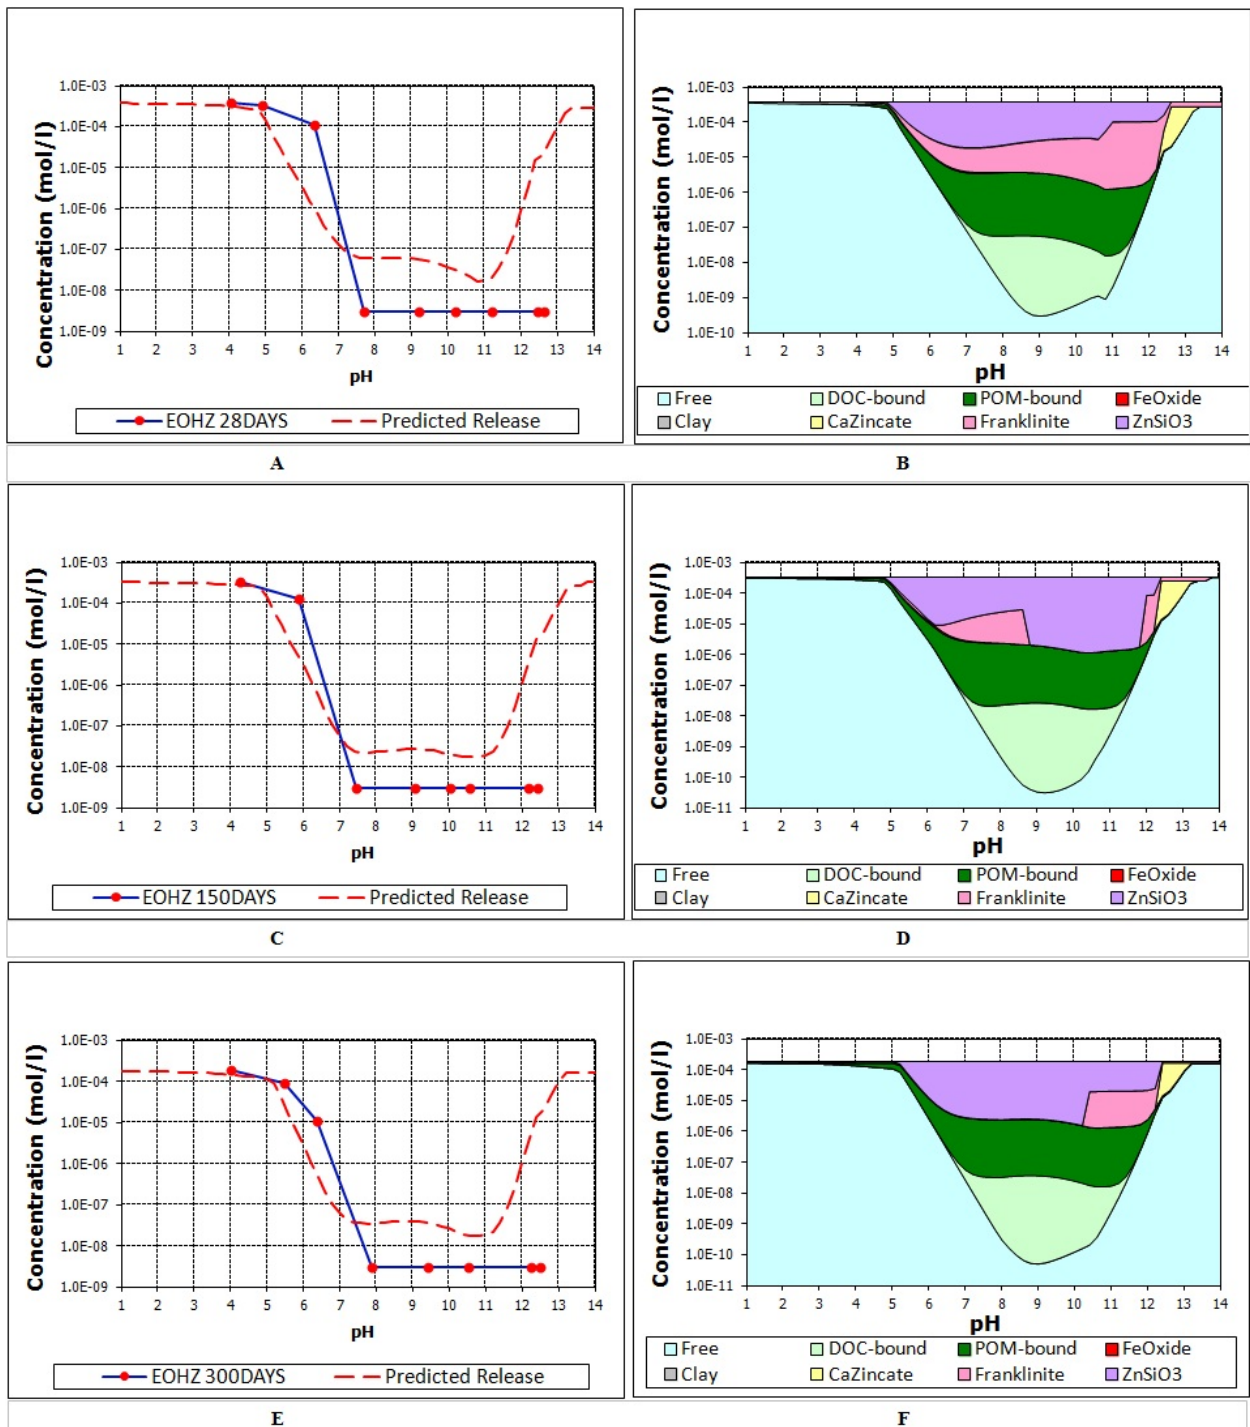 1.0E-03
1.0E-04
1.0E-05
1.0E-06
1.0E-07
1.0E-08
1.0E-09
Concentration (mol/l)
1 2 3 4 5 6 7 8 9 10 11 12 13 14
pH
EOHZ 28DAYS Predicted Release
1.0E-03
1.0E-04
1.0E-05
1.0E-06
1.0E-07
1.0E-08
1.0E-09
1.0E-10
Concentration (mol/l)
1 2 3 4 5 6 7 8 9 10 11 12 13 14
pH
Free DOC-bound POM-bound FeOxide
Clay CaZincate Franklinite ZnSiO3
A B
1.0E-03
1.0E-04
1.0E-05
1.0E-06
1.0E-07
1.0E-08
1.0E-09
Concentration (mol/l)
1 2 3 4 5 6 7 8 9 10 11 12 13 14
pH
EOHZ 150DAYS Predicted Release
1.0E-03
1.0E-04
1.0E-05
1.0E-06
1.0E-07
1.0E-08
1.0E-09
1.0E-10
1.0E-11
Concentration (mol/l)
1 2 3 4 5 6 7 8 9 10 11 12 13 14
pH
Free DOC-bound POM-bound FeOxide
Clay CaZincate Franklinite ZnSiO3
C D
1.0E-03
1.0E-04
1.0E-05
1.0E-06
1.0E-07
1.0E-08
1.0E-09
Concentration (mol/l)
1 2 3 4 5 6 7 8 9 10 11 12 13 14
pH
EOHZ 300DAYS Predicted Release
1.0E-03
1.0E-04
1.0E-05
1.0E-06
1.0E-07
1.0E-08
1.0E-09
1.0E-10
1.0E-11
Concentration (mol/l)
1 2 3 4 5 6 7 8 9 10 11 12 13 14
pH
Free DOC-bound POM-bound FeOxide
Clay CaZincate Franklinite ZnSiO3
E F